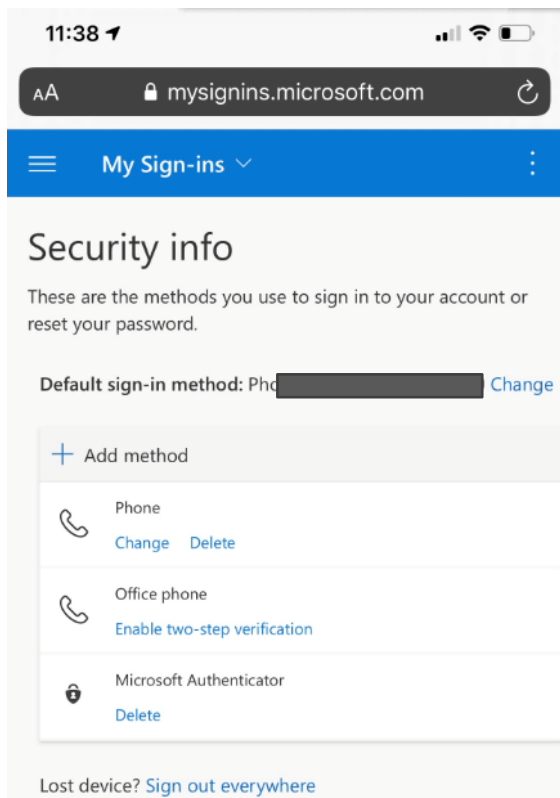 11:38
AA mysignins.microsoft.com
My Sign-ins
Security info
These are the methods you use to sign in to your account or
reset your password.
Default sign-in method: Pho Change
Add method
Phone
Change Delete
Office phone
Enable two-step verification
Microsoft Authenticator
Delete
Lost device? Sign out everywhere